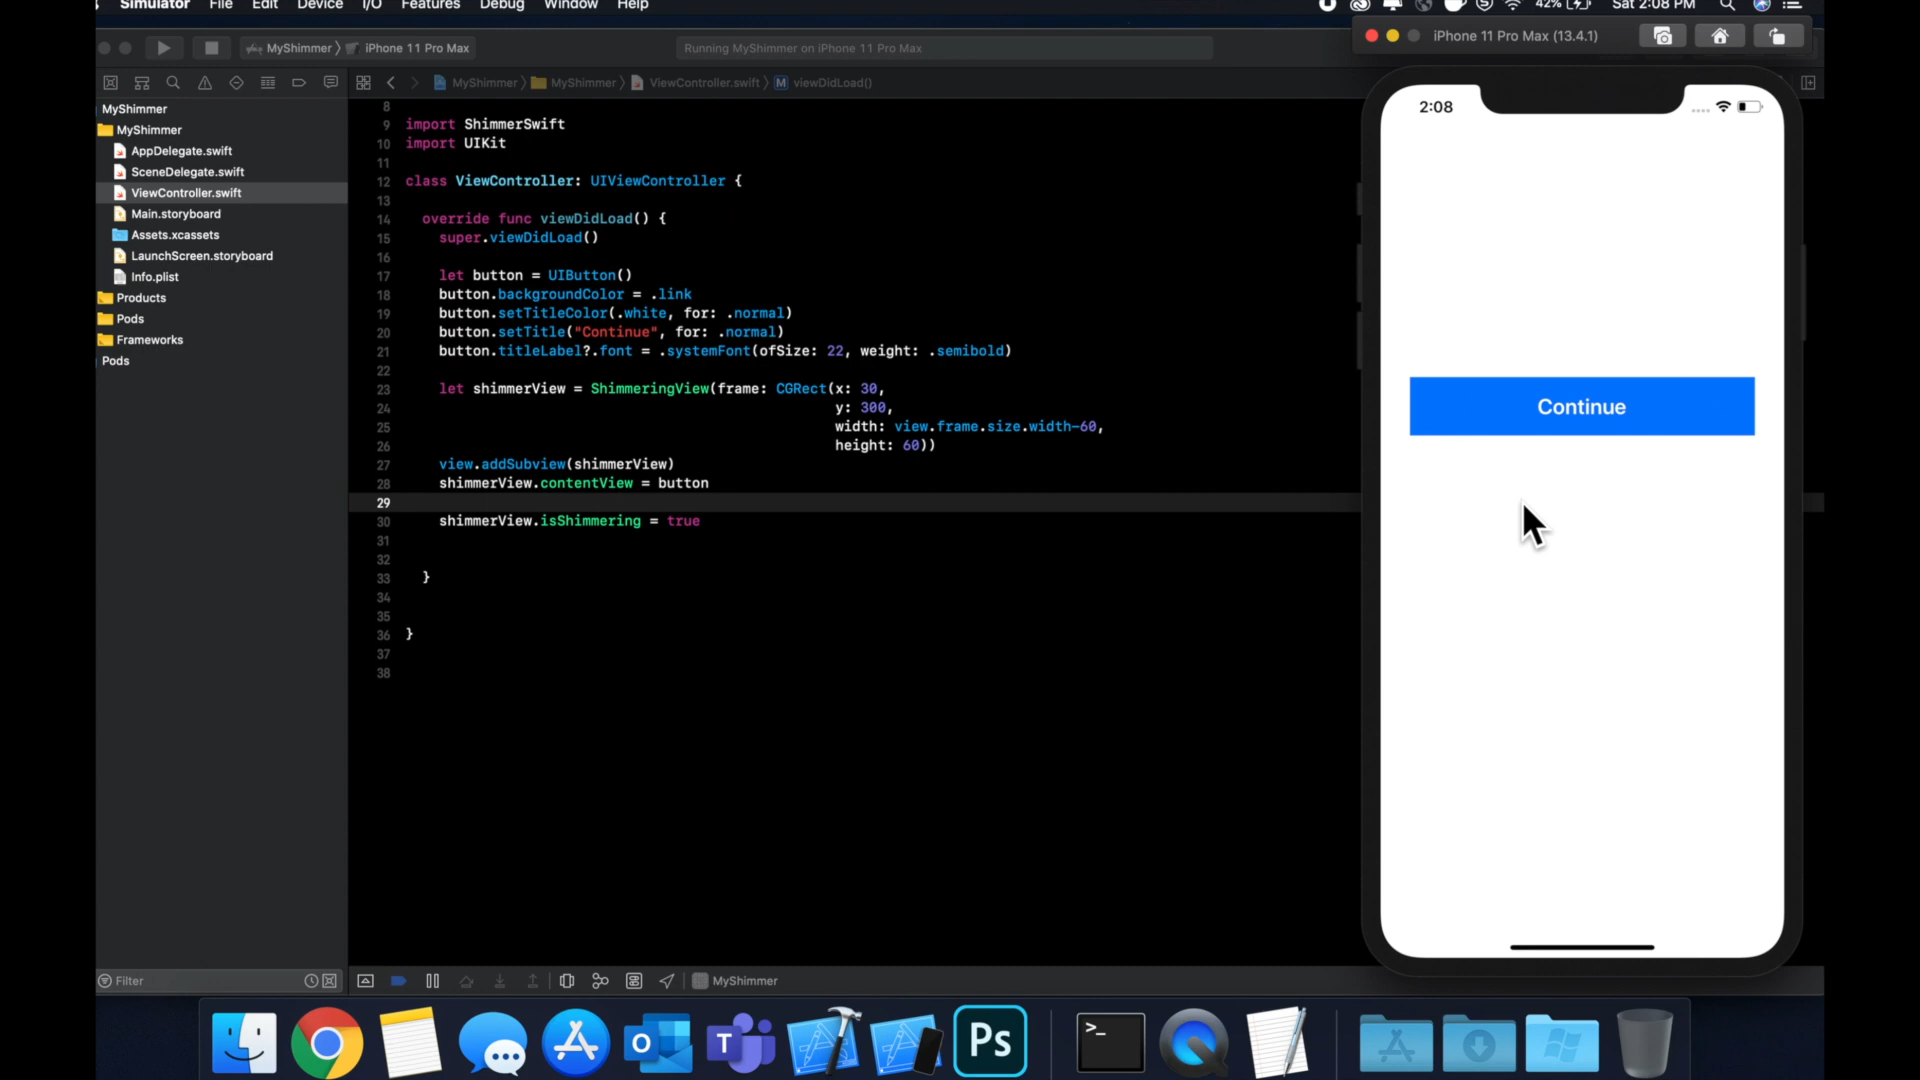 Simulator File Edit Device I/O Features Debug Window Help 42% Sat 2:08 PM
MyShimmer 〉 iPhone 11 Pro Max Running MyShimmer on iPhone 11 Pro Max
iPhone 11 Pro Max (13.4.1)
MyShimmer 〉 MyShimmer 〉 ViewController.swift 〉 M viewDidLoad()
MyShimmer
MyShimmer
AppDelegate.swift
SceneDelegate.swift
ViewController.swift
Main.storyboard
Assets.xcassets
LaunchScreen.storyboard
Info.plist
Products
Pods
Frameworks
Pods
Filter
8
9 import ShimmerSwift
10 import UIKit
11
12 class ViewController: UIViewController {
13
14 override func viewDidLoad() {
15 super.viewDidLoad()
16
17 let button = UIButton()
18 button.backgroundColor = .link
19 button.setTitleColor(.white, for: .normal)
20 button.setTitle("Continue", for: .normal)
21 button.titleLabel?.font = .systemFont(ofSize: 22, weight: .semibold)
22
23 let shimmerView = ShimmeringView(frame: CGRect(x: 30,
24 y: 300,
25 width: view.frame.size.width-60,
26 height: 60))
27 view.addSubview(shimmerView)
28 shimmerView.contentView = button
29
30 shimmerView.isShimmering = true
31
32
33 }
34
35
36 }
37
38
MyShimmer
2:08
Continue
O
T
Ps
>_